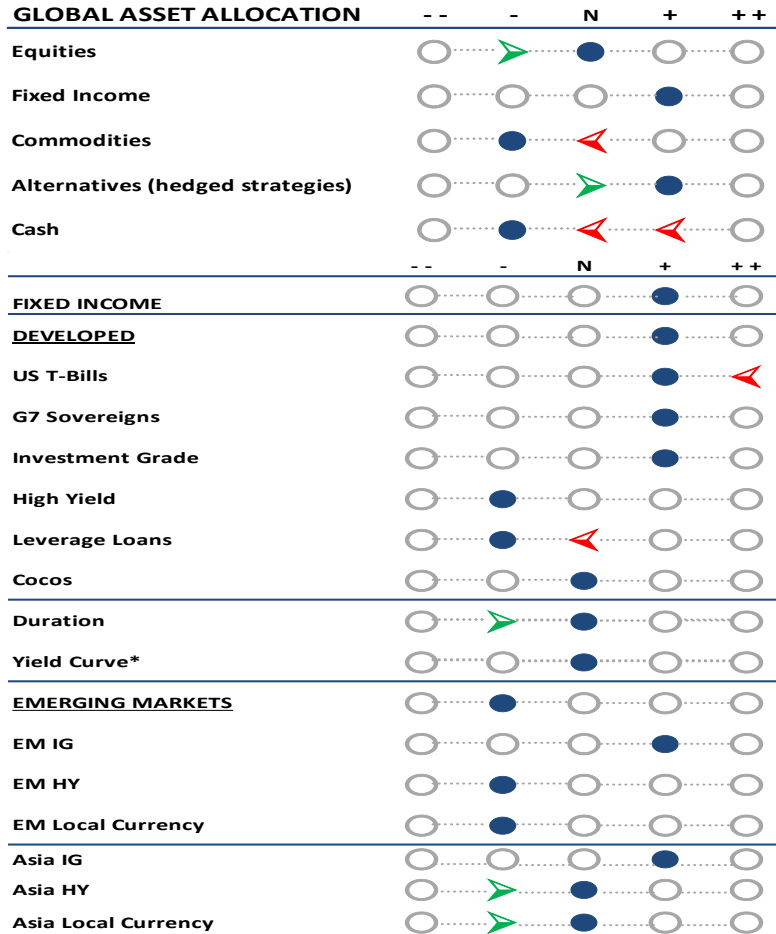 GLOBAL ASSET ALLOCATION -- - N + ++
Equities
Fixed Income
Commodities
Alternatives (hedged strategies)
Cash
-- - N + ++
FIXED INCOME
DEVELOPED
US T-Bills
G7 Sovereigns
Investment Grade
High Yield
Leverage Loans
Cocos
Duration
Yield Curve*
EMERGING MARKETS
EM IG
EM HY
EM Local Currency
Asia IG
Asia HY
Asia Local Currency